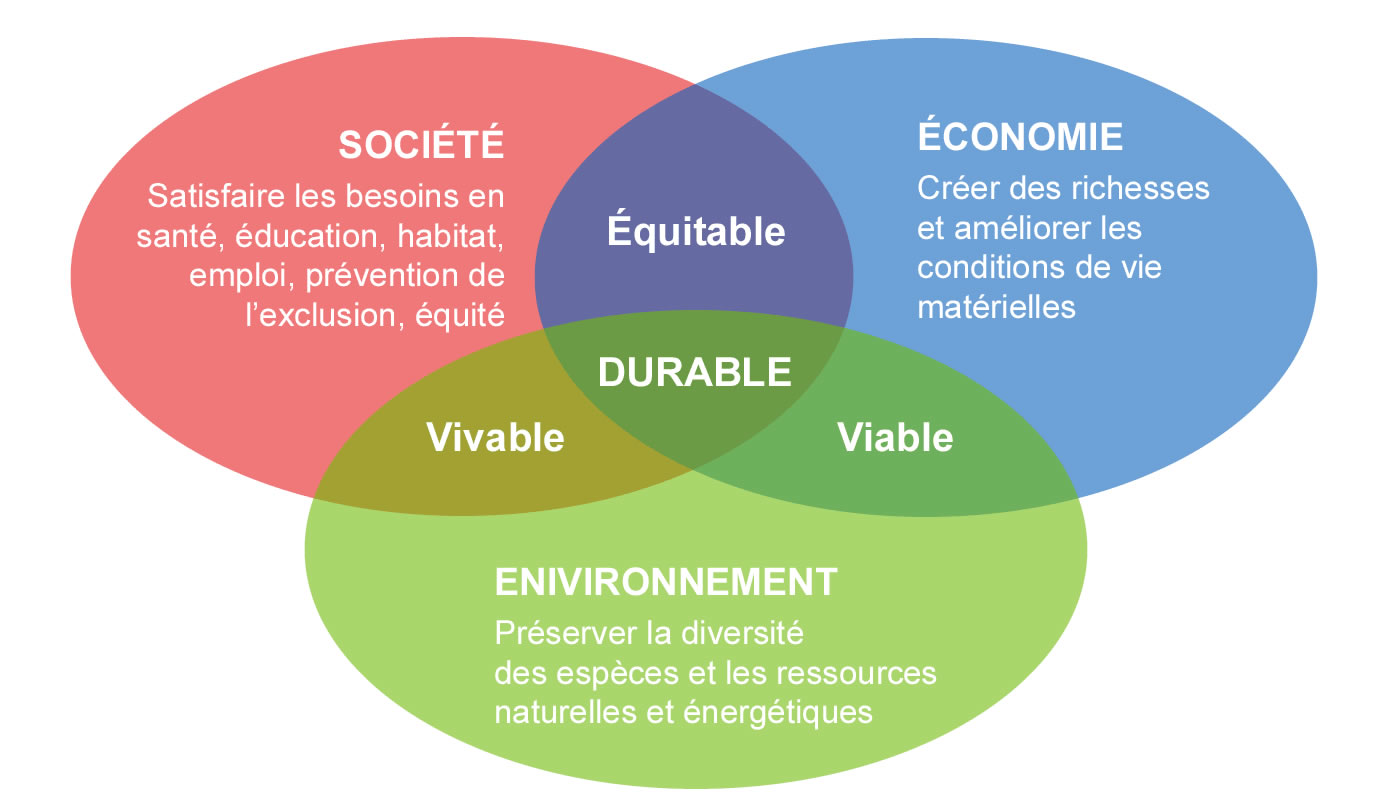 SOCIÉTÉ
Satisfaire les besoins en
santé, éducation, habitat,
emploi, prévention de
l’exclusion, équité
ÉCONOMIE
Créer des richesses
et améliorer les
conditions de vie
matérielles
Équitable
DURABLE
Vivable
Viable
ENIVIRONNEMENT
Préserver la diversité
des espèces et les ressources
naturelles et énergétiques